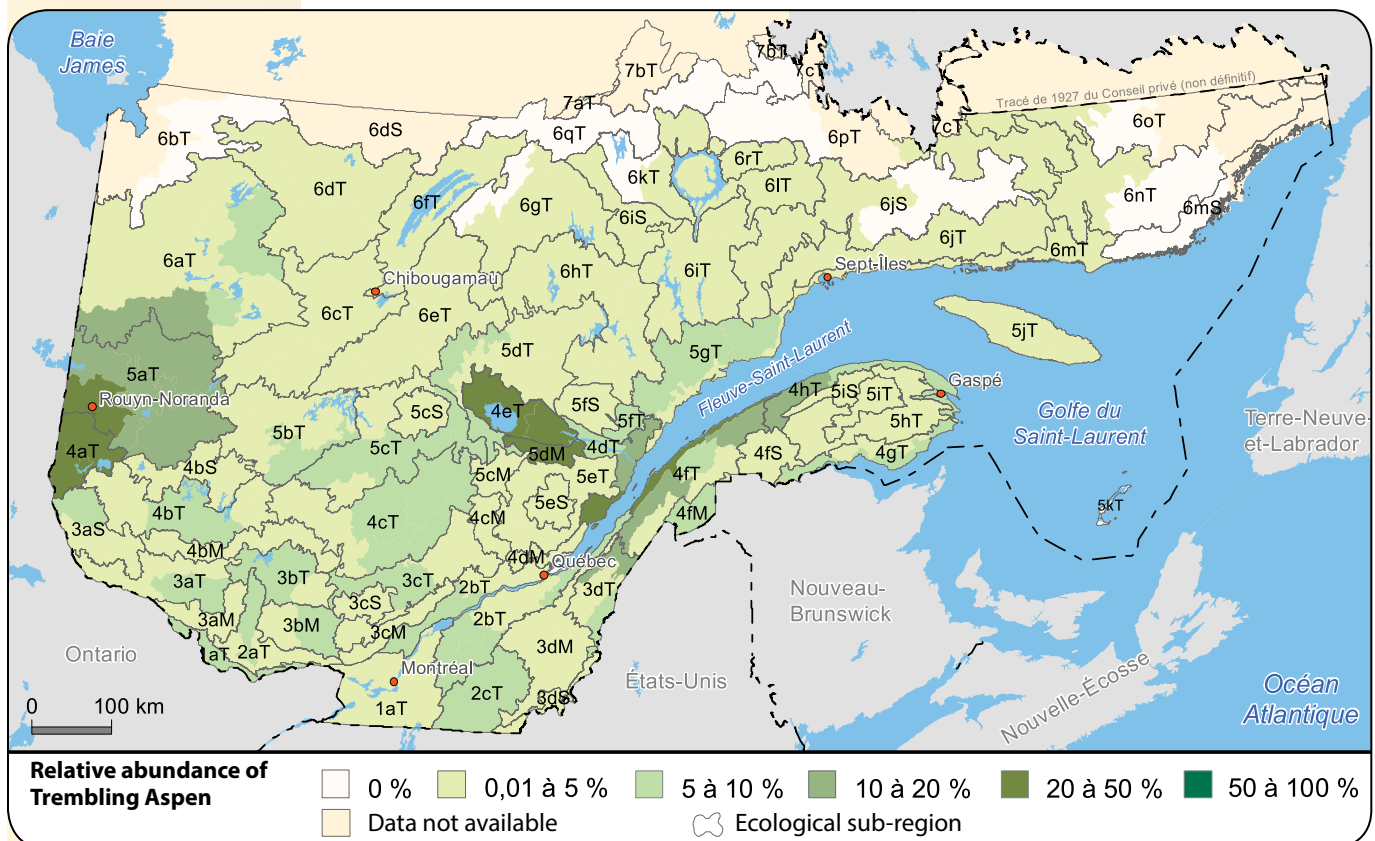 Baie
James
7bT
7bT
7cT
7aT
Tracé de 1927 du Conseil privé (non définitif)
6bT
6dS
6qT
6pT
7cT
6oT
6dT
6fT
6gT
6kT
6rT
6lT
6iS
6jS
6nT
6mS
6aT
6hT
6iT
6jT
6mT
Sept-Îles
Chibougamau
6cT
6eT
5dT
5gT
5jT
Fleuve-Saint-Laurent
5aT
Rouyn-Noranda
5cS
4eT
5fS
5fT
4hT
5iS
5iT
Gaspé
5hT
Golfe du
Saint-Laurent
Terre-Neuve-
et-Labrador
4aT
5bT
5cT
5dM
4dT
4fS
4gT
4bS
5cM
5eT
4fT
5eS
4fM
5kT
3aS
4bT
4cT
4cM
4bM
4dM
Québec
3aT
3bT
3cT
2bT
3dT
3cS
3aM
3bM
3cM
2bT
Nouveau-
Brunswick
1aT
2aT
3dM
Ontario
Montréal
États-Unis
2cT
3dS
1aT
Nouvelle-Écosse
Océan
Atlantique
0 100 km
Relative abundance of
Trembling Aspen
0 % 0,01 à 5 % 5 à 10 % 10 à 20 % 20 à 50 % 50 à 100 %
Data not available Ecological sub-region